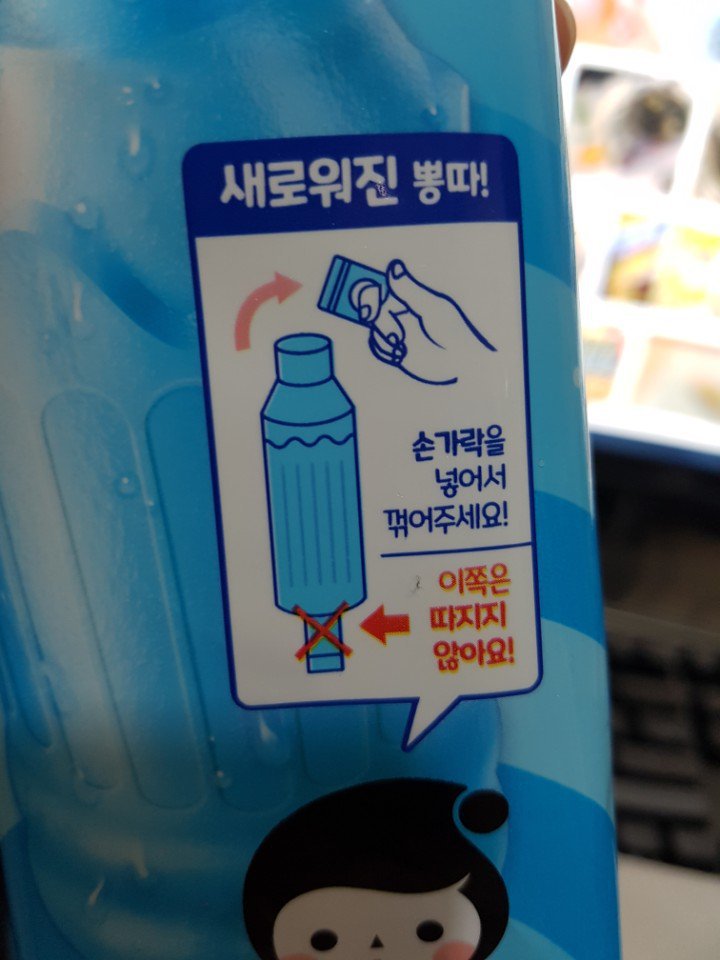 새로워진 뽕따!
손가락을
넣어서
꺾어주세요!
이쪽은
따지지
않아요!